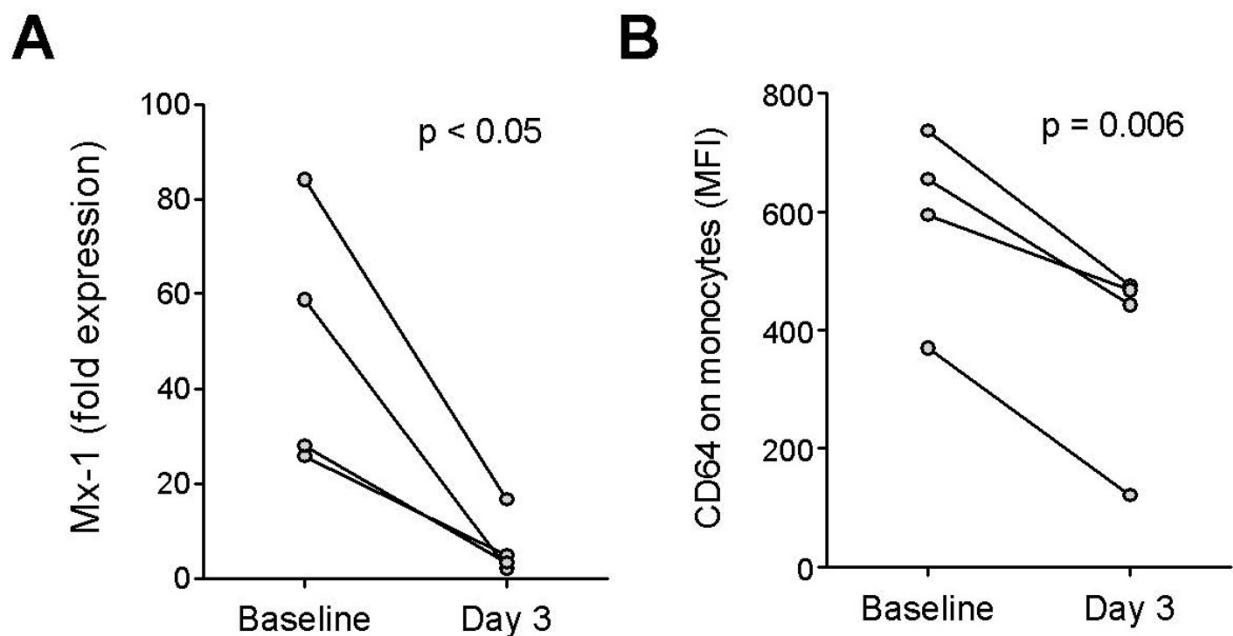 A
Mx-1 (fold expression)
100
80
60
40
20
0
p < 0.05
Baseline
Day 3
B
CD64 on monocytes (MFI)
800
600
400
200
0
p = 0.006
Baseline
Day 3